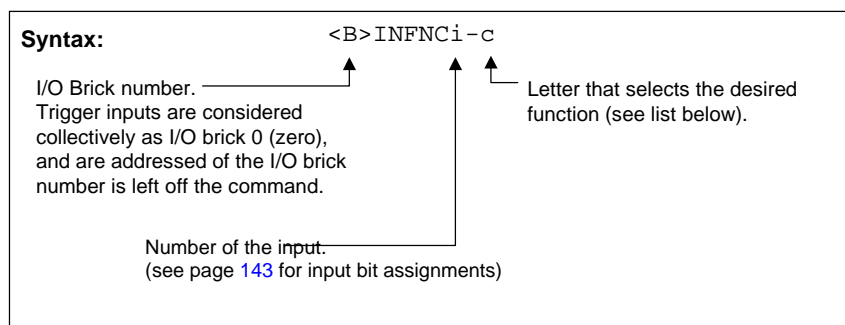 Syntax: <B>INFNCi-c
I/O Brick number.
Trigger inputs are considered
collectively as I/O brick 0 (zero),
and are addressed of the I/O brick
number is left off the command.
Letter that selects the desired
function (see list below).
Number of the input.
(see page 143 for input bit assignments)